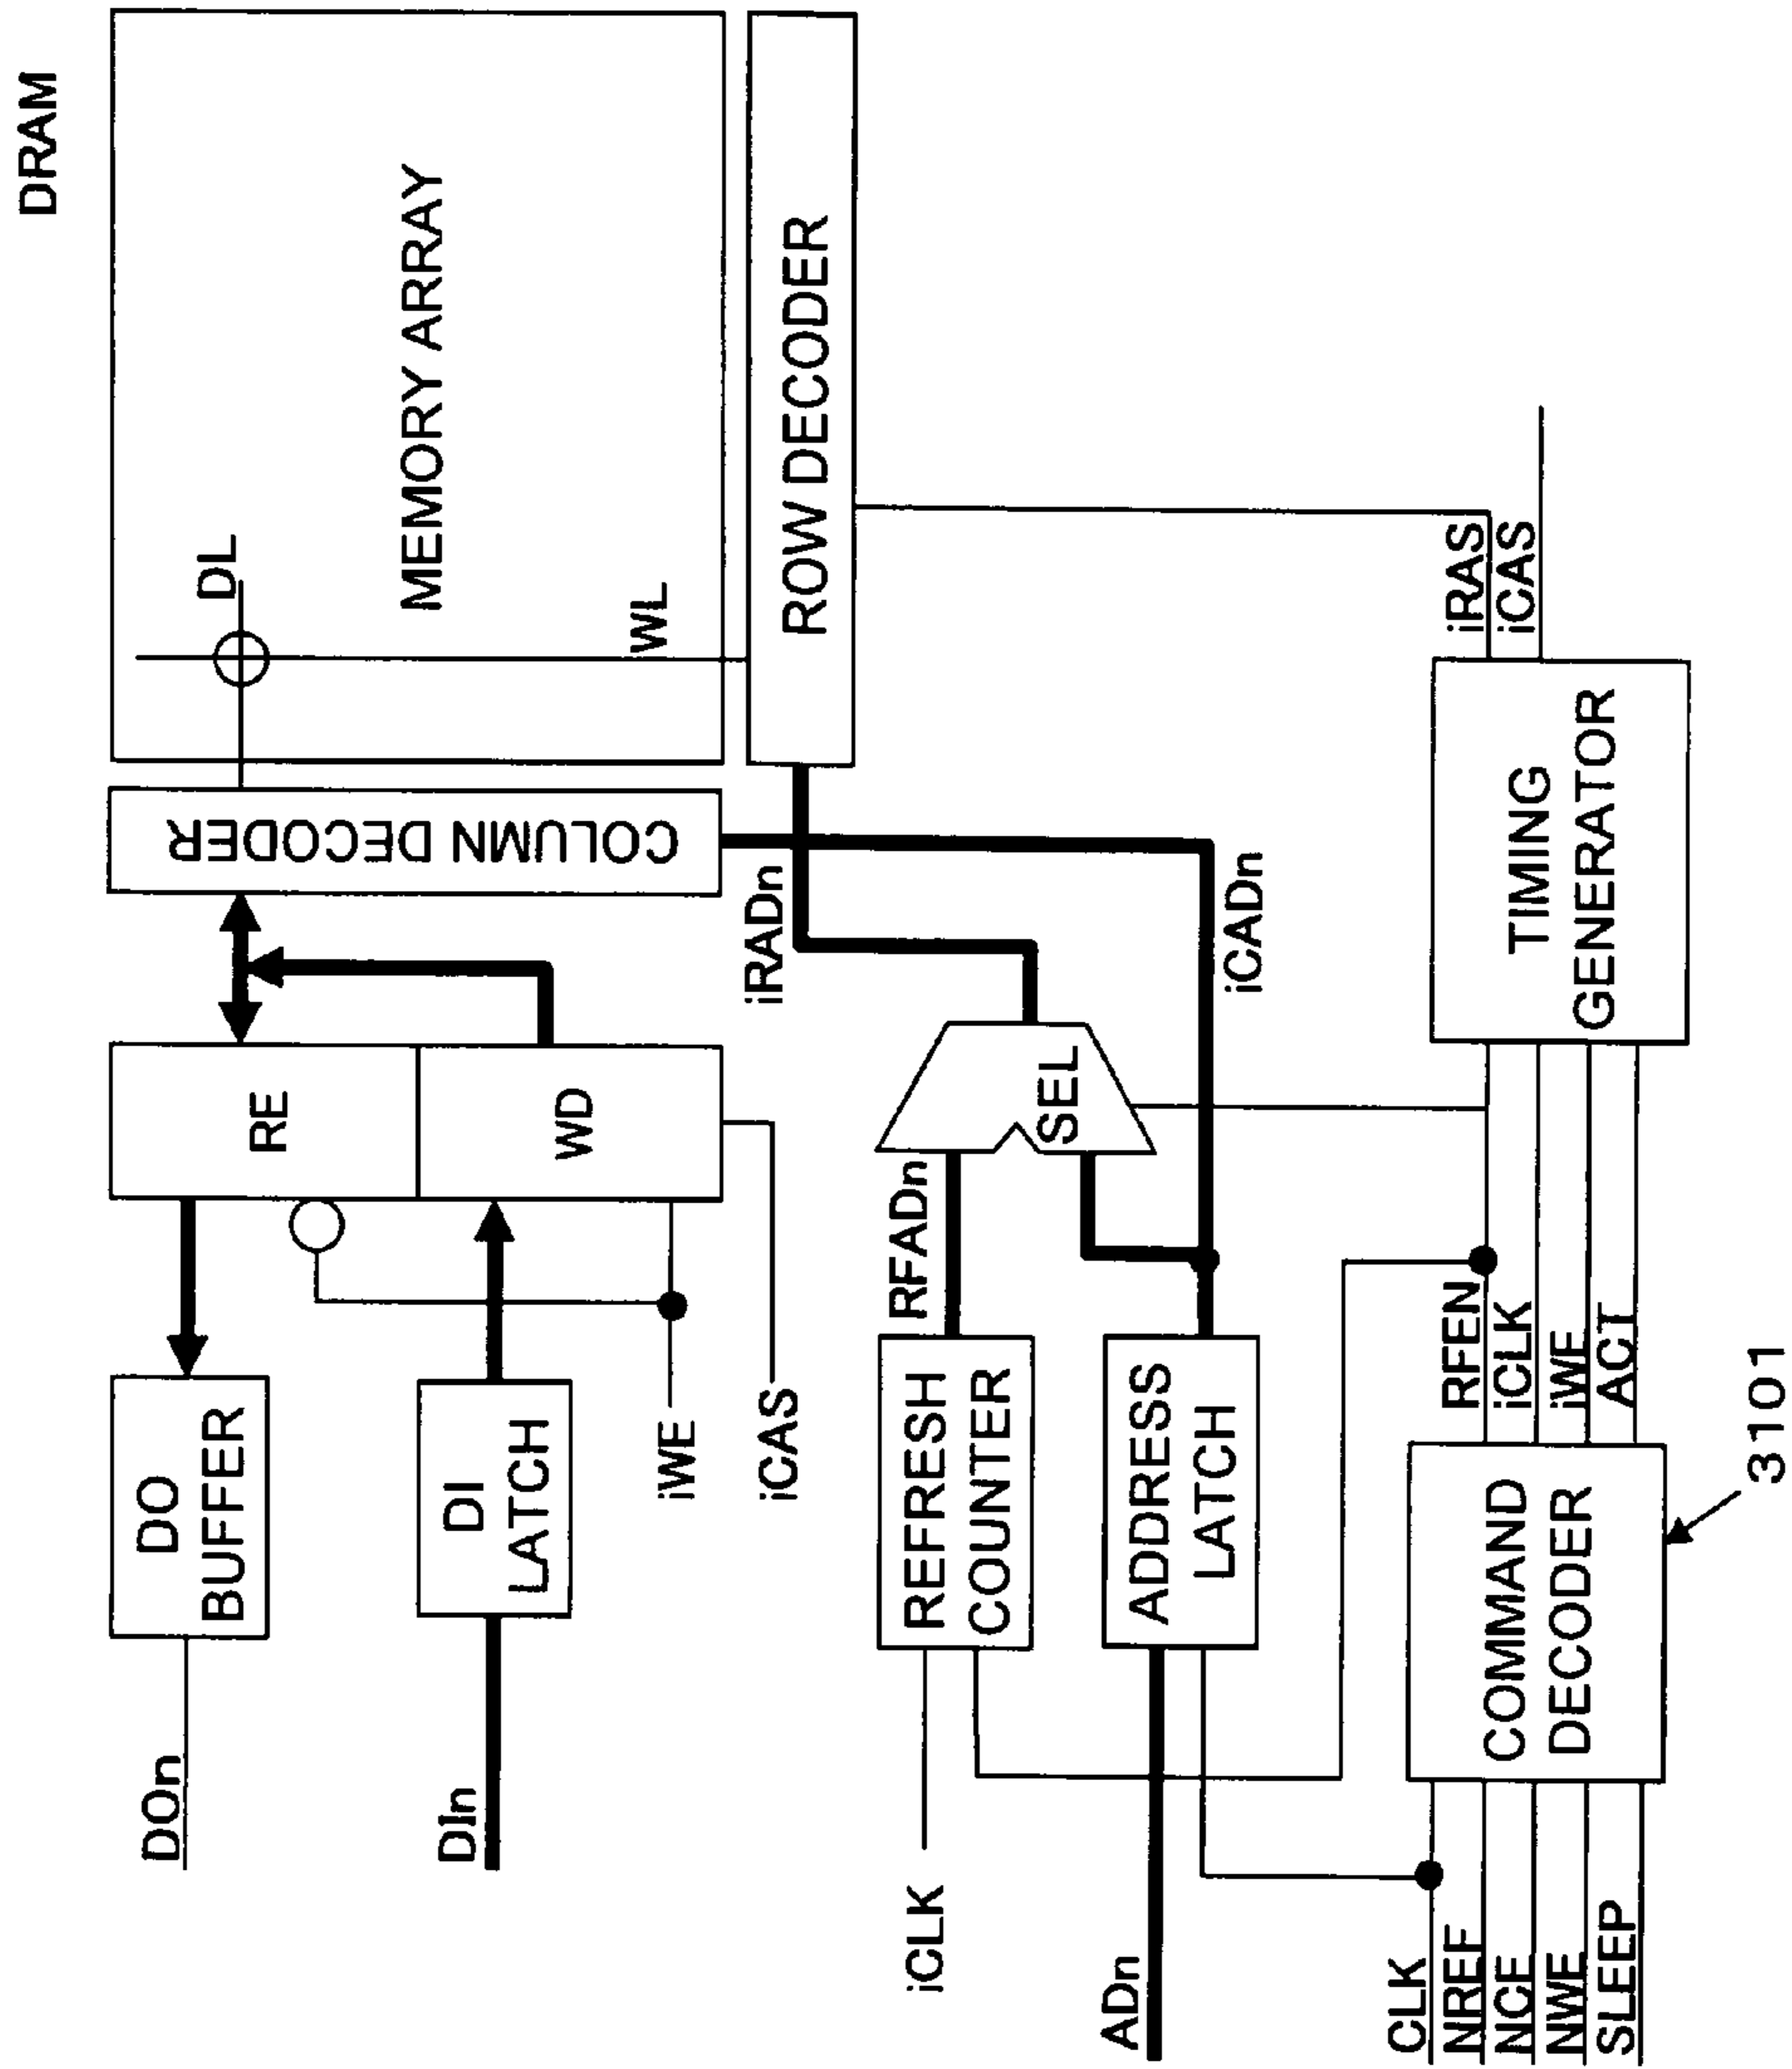 DRAM
DOn
DO
BUFFER
RE
COLUMN DECODER
DL
MEMORY ARRAY
DIn
DI
LATCH
WD
WL
iWE
iCAS
iRADn
ROW DECODER
iCLK
REFRESH
COUNTER
RFADn
SEL
ADn
ADDRESS
LATCH
iCADn
CLK
NREF
NCE
NWE
SLEEP
COMMAND
DECODER
RFEN
iCLK
iWE
ACT
TIMING
GENERATOR
iRAS
iCAS
3101